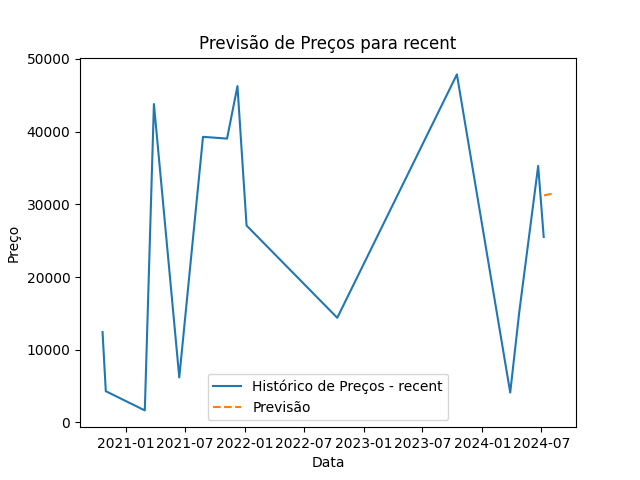 Previsão de Preços para recent
Preço
50000
40000
30000
20000
10000
0
2021-01 2021-07 2022-01 2022-07 2023-01 2023-07 2024-01 2024-07
Data
Histórico de Preços - recent
Previsão